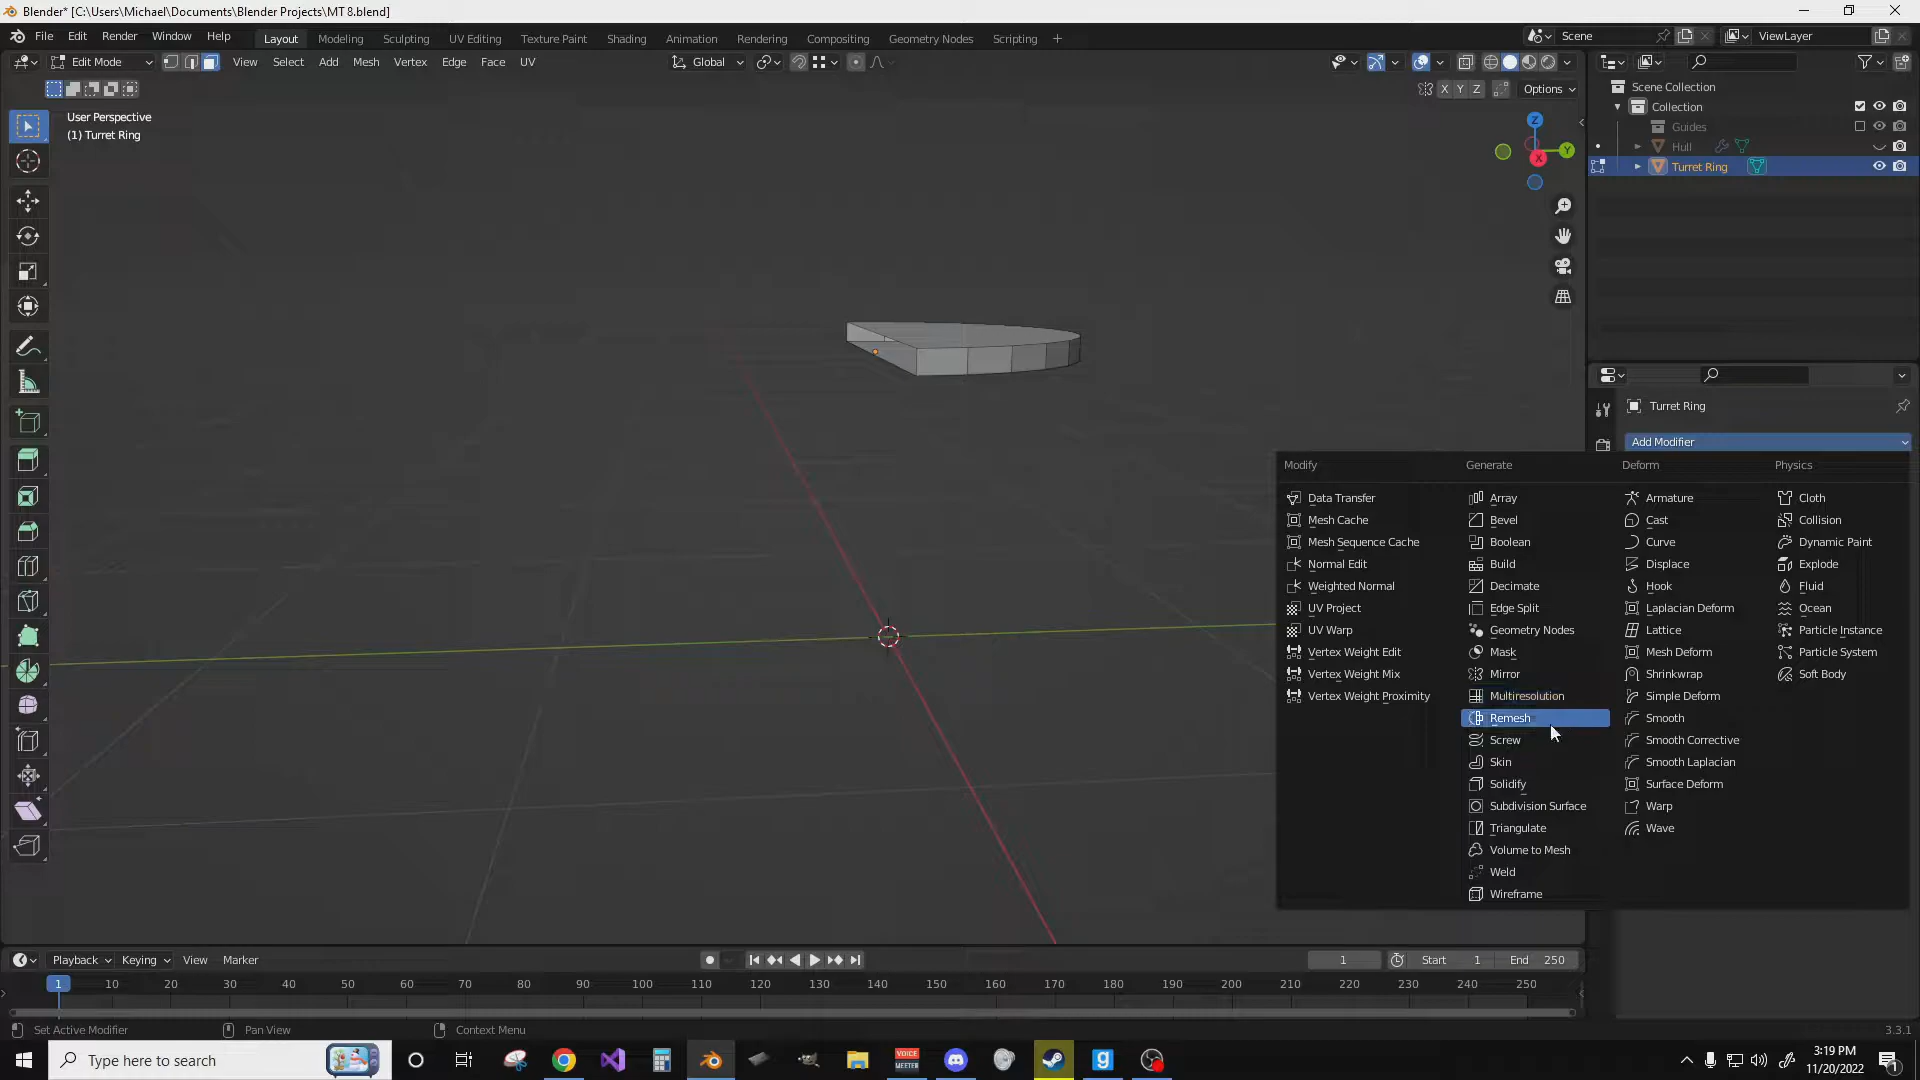 Blender* [C:\Users\Michael\Documents\Blender Projects\MT 8.blend]
File Edit Render Window Help Layout Modeling Sculpting UV Editing Texture Paint Shading Animation Rendering Compositing Geometry Nodes Scripting + Scene ViewLayer
Edit Mode View Select Add Mesh Vertex Edge Face UV Global
X Y Z Options
User Perspective
(1) Turret Ring
Z
Y
X
Scene Collection
Collection
Guides
Hull
Turret Ring
Turret Ring
Add Modifier
Modify Generate Deform Physics
Data Transfer Array Armature Cloth
Mesh Cache Bevel Cast Collision
Mesh Sequence Cache Boolean Curve Dynamic Paint
Normal Edit Build Displace Explode
Weighted Normal Decimate Hook Fluid
UV Project Edge Split Laplacian Deform Ocean
UV Warp Geometry Nodes Lattice Particle Instance
Vertex Weight Edit Mask Mesh Deform Particle System
Vertex Weight Mix Mirror Shrinkwrap Soft Body
Vertex Weight Proximity Multiresolution Simple Deform
Remesh Smooth
Screw Smooth Corrective
Skin Smooth Laplacian
Solidify Surface Deform
Subdivision Surface Warp
Triangulate Wave
Volume to Mesh
Weld
Wireframe
Playback Keying View Marker 1 Start 1 End 250
1 10 20 30 40 50 60 70 80 90 100 110 120 130 140 150 160 170 180 190 200 210 220 230 240 250
Set Active Modifier Pan View Context Menu 3.3.1
Type here to search VOICE MEETER 3:19 PM
11/20/2022 1